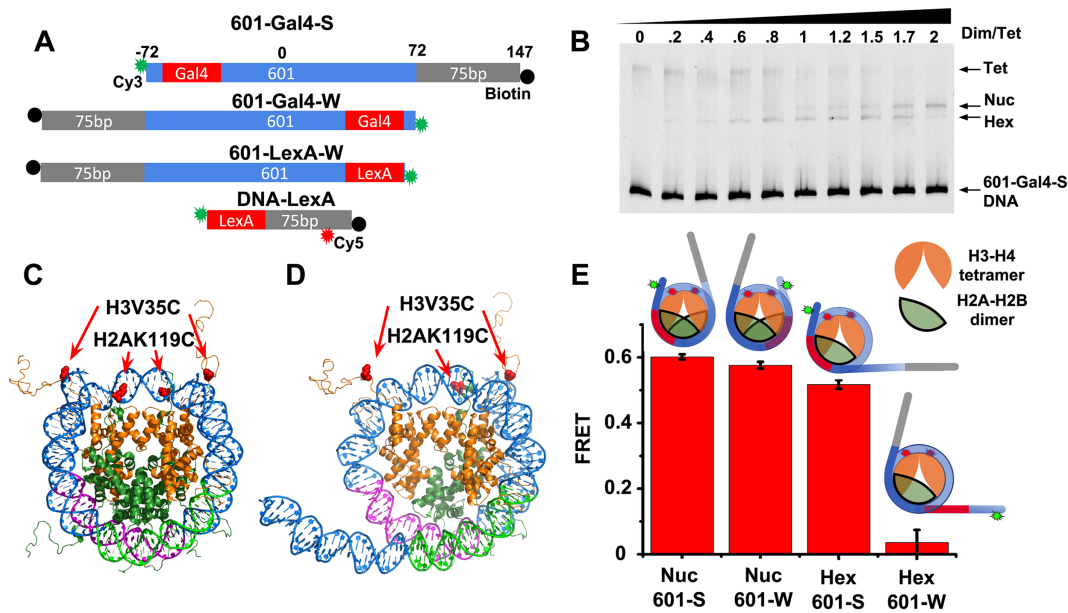 A
601-Gal4-S
-72 0 72 147
Gal4 601 75bp
Cy3
Biotin
601-Gal4-W
75bp 601 Gal4
601-LexA-W
75bp 601 LexA
DNA-LexA
LexA 75bp
Cy5
B
0 .2 .4 .6 .8 1 1.2 1.5 1.7 2 Dim/Tet
Tet
Nuc
Hex
601-Gal4-S
DNA
C
H3V35C
H2AK119C
D
H3V35C
H2AK119C
H3-H4
tetramer
H2A-H2B
dimer
E
FRET
0.6
0.4
0.2
0
Nuc
601-S
Nuc
601-W
Hex
601-S
Hex
601-W